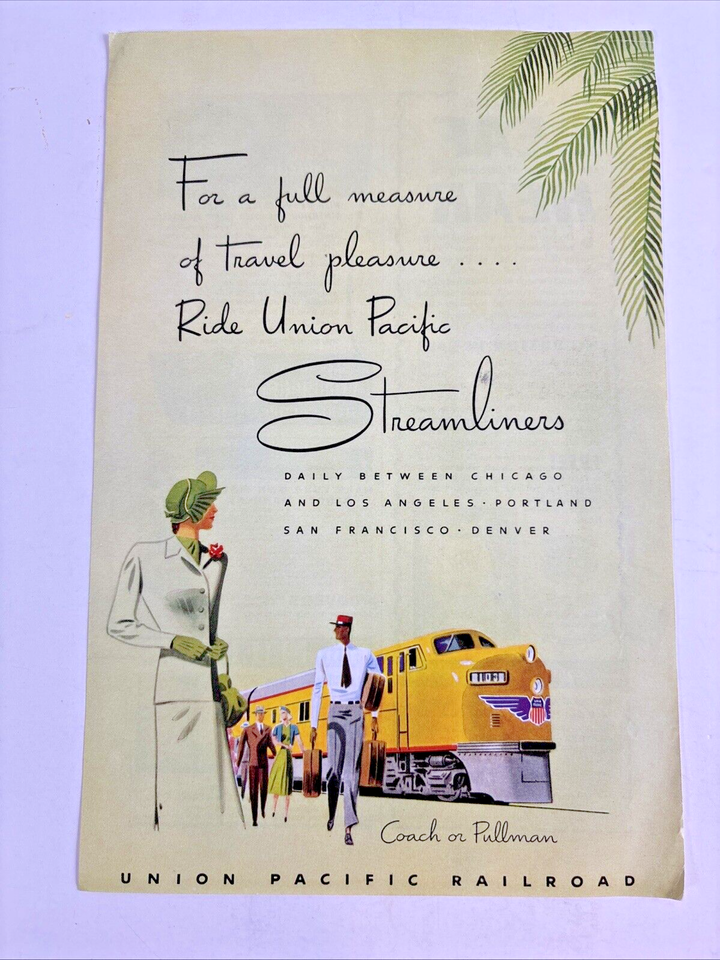 For a full measure
of travel pleasure ....
Ride Union Pacific
Streamliners
DAILY BETWEEN CHICAGO
AND LOS ANGELES · PORTLAND
SAN FRANCISCO · DENVER
Coach or Pullman
UNION PACIFIC RAILROAD